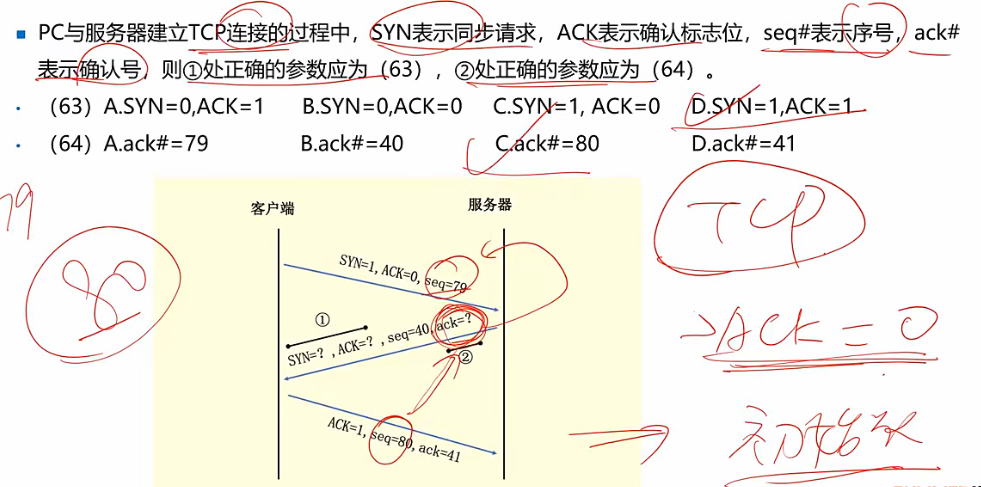 PC与服务器建立TCP连接的过程中，SYN表示同步请求，ACK表示确认标志位，seq#表示序号，ack#
表示确认号，则①处正确的参数应为（63），②处正确的参数应为（64）。
（63）A.SYN=0,ACK=1 B.SYN=0,ACK=0 C.SYN=1, ACK=0 D.SYN=1,ACK=1
（64）A.ack#=79 B.ack#=40 C.ack#=80 D.ack#=41
79
80
客户端
服务器
SYN=1, ACK=0, seq=79
①
SYN=？, ACK=？, seq=40, ack=？
②
ACK=1, seq=80, ack=41
TCP
ACK=0
初始